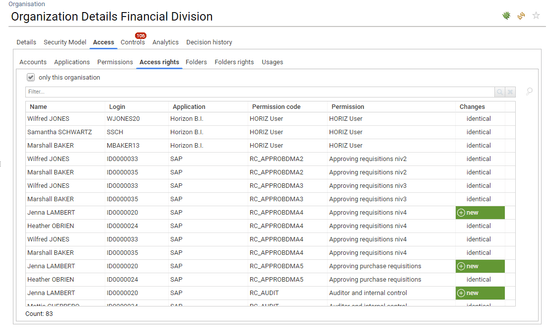 Organisation
Organization Details Financial Division
Details Security Model Access Controls 106 Analytics Decision history
Accounts Applications Permissions Access rights Folders Folders rights Usages
only this organisation
Filter...
Name Login Application Permission code Permission Changes
Wilfred JONES WJONES20 Horizon B.I. HORIZ User HORIZ User identical
Samantha SCHWARTZ SSCH Horizon B.I. HORIZ User HORIZ User identical
Marshall BAKER MBAKER13 Horizon B.I. HORIZ User HORIZ User identical
Wilfred JONES ID0000033 SAP RC_APPROBDMA2 Approving requisitions niv2 identical
Marshall BAKER ID0000035 SAP RC_APPROBDMA2 Approving requisitions niv2 identical
Wilfred JONES ID0000033 SAP RC_APPROBDMA3 Approving requisitions niv3 identical
Marshall BAKER ID0000035 SAP RC_APPROBDMA3 Approving requisitions niv3 identical
Jenna LAMBERT ID0000020 SAP RC_APPROBDMA4 Approving requisitions niv4 new
Heather OBRIEN ID0000024 SAP RC_APPROBDMA4 Approving requisitions niv4 identical
Wilfred JONES ID0000033 SAP RC_APPROBDMA4 Approving requisitions niv4 identical
Marshall BAKER ID0000035 SAP RC_APPROBDMA4 Approving requisitions niv4 identical
Jenna LAMBERT ID0000020 SAP RC_APPROBDMA5 Approving purchase requisitions new
Heather OBRIEN ID0000024 SAP RC_APPROBDMA5 Approving purchase requisitions identical
Jenna LAMBERT ID0000020 SAP RC_AUDIT Auditor and internal control new
SAP RC_AUDIT Auditor and internal control identical
Count: 83